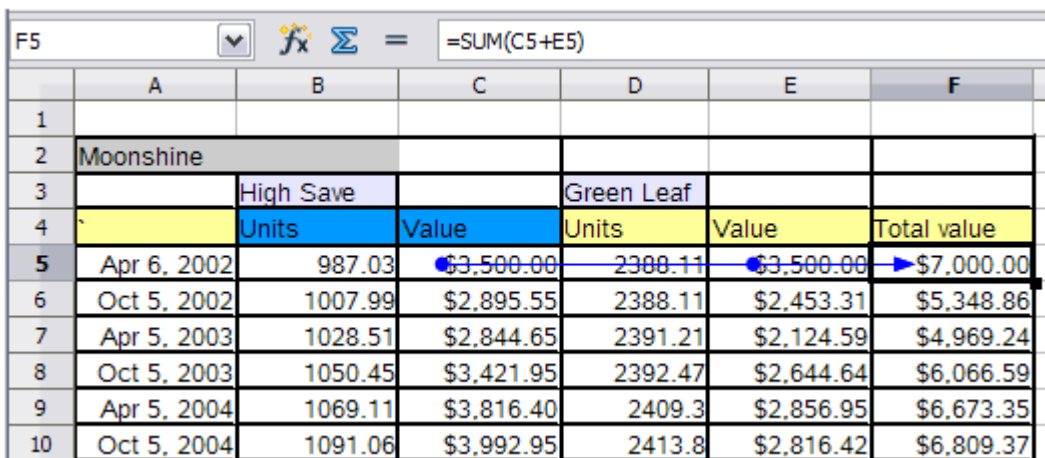 F5 fx Σ = =SUM(C5+E5)
A B C D E F
1
2 Moonshine
3 High Save Green Leaf
4 ` Units Value Units Value Total value
5 Apr 6, 2002 987.03 $3,500.00 2388.11 $3,500.00 $7,000.00
6 Oct 5, 2002 1007.99 $2,895.55 2388.11 $2,453.31 $5,348.86
7 Apr 5, 2003 1028.51 $2,844.65 2391.21 $2,124.59 $4,969.24
8 Oct 5, 2003 1050.45 $3,421.95 2392.47 $2,644.64 $6,066.59
9 Apr 5, 2004 1069.11 $3,816.40 2409.3 $2,856.95 $6,673.35
10 Oct 5, 2004 1091.06 $3,992.95 2413.8 $2,816.42 $6,809.37